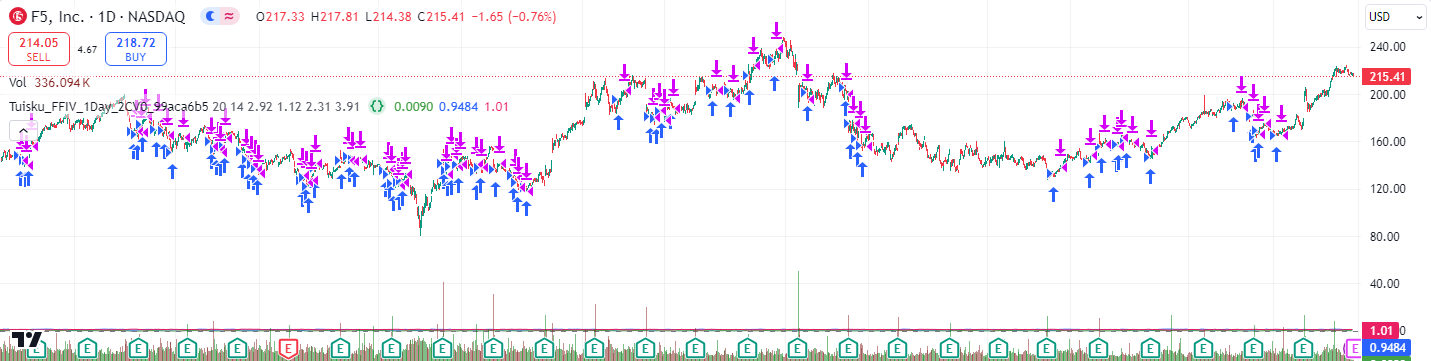 F5, Inc. · 1D · NASDAQ O217.33 H217.81 L214.38 C215.41 −1.65 (−0.76%)
USD
214.05 SELL 4.67 218.72 BUY
240.00
215.41
Vol 336.094 K
200.00
Tuisku_FFIV_1Day_2CV6_99aca6b5 20 14 2.92 1.12 2.31 3.91 0.0090 0.9484 1.01
160.00
120.00
80.00
40.00
1.01
0.9484
E E E E E E E E E E E E E E E E E E E E E E E E E E E